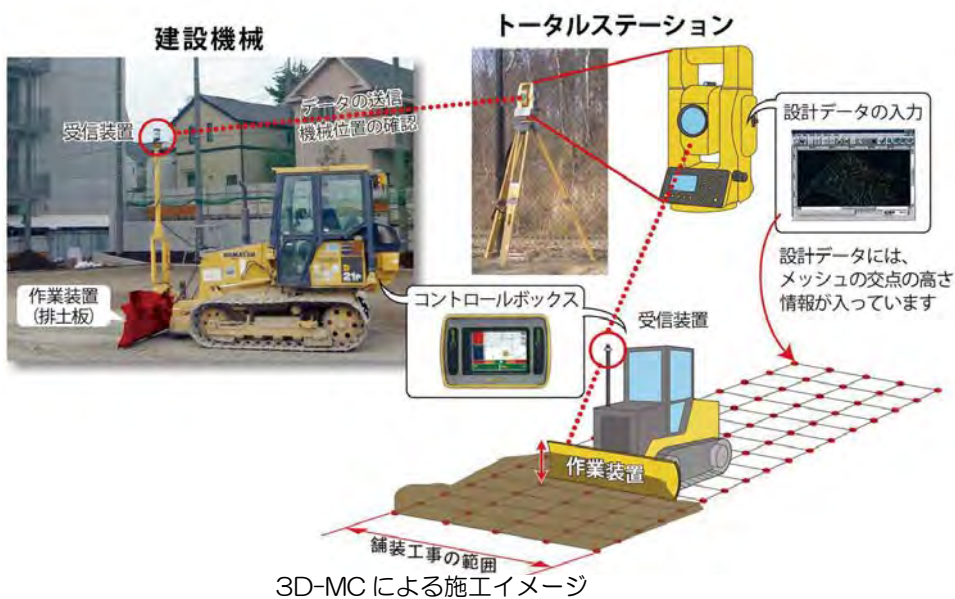 建設機械
トータルステーション
受信装置
データの送信
機械位置の確認
設計データの入力
作業装置
(排土板)
KOMATSU
21P
コントロールボックス
受信装置
設計データには、
メッシュの交点の高さ
情報が入っています
作業装置
舗装工事の範囲
3D-MCによる施工イメージ